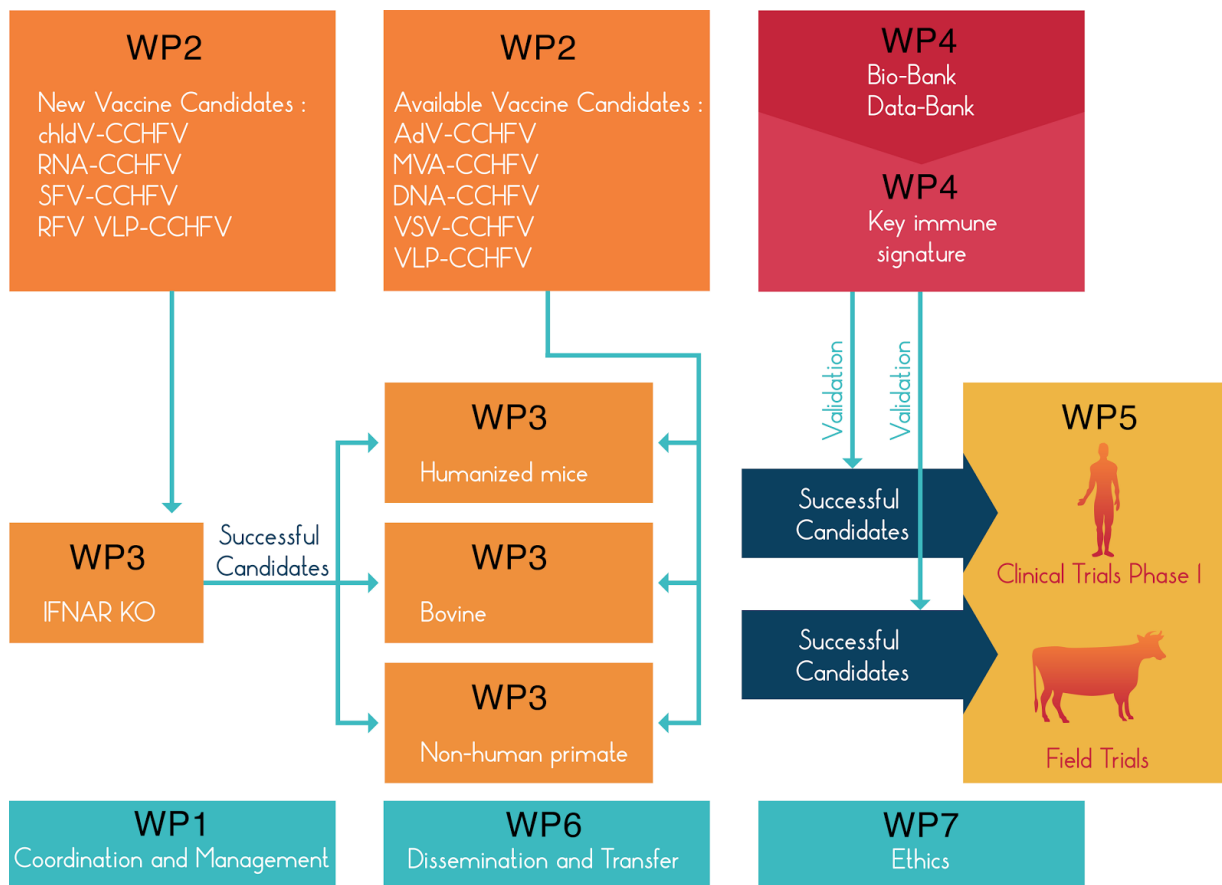 WP2
New Vaccine Candidates :
chIdV-CCHFV
RNA-CCHFV
SFV-CCHFV
RFV VLP-CCHFV
WP2
Available Vaccine Candidates :
AdV-CCHFV
MVA-CCHFV
DNA-CCHFV
VSV-CCHFV
VLP-CCHFV
WP4
Bio-Bank
Data-Bank
WP4
Key immune
signature
Validation
Validation
WP3
IFNAR KO
Successful
Candidates
WP3
Humanized mice
WP3
Bovine
WP3
Non-human primate
Successful
Candidates
Successful
Candidates
WP5
Clinical Trials Phase I
Field Trials
WP1
Coordination and Management
WP6
Dissemination and Transfer
WP7
Ethics